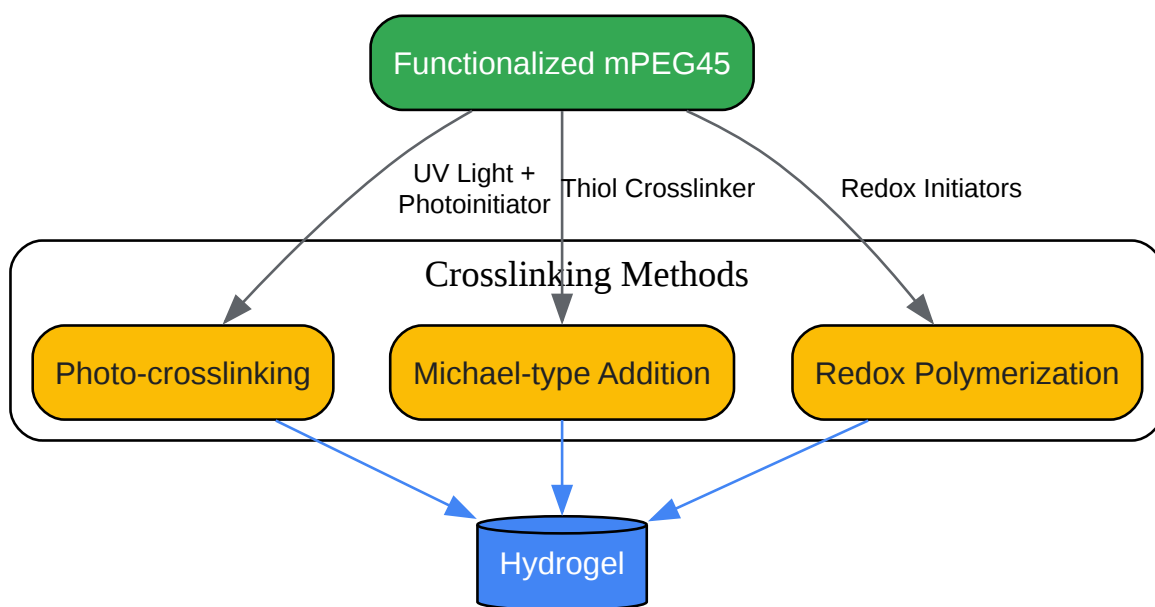 Functionalized mPEG45
UV Light +
Photoinitiator
Thiol Crosslinker
Redox Initiators
Crosslinking Methods
Photo-crosslinking
Michael-type Addition
Redox Polymerization
Hydrogel